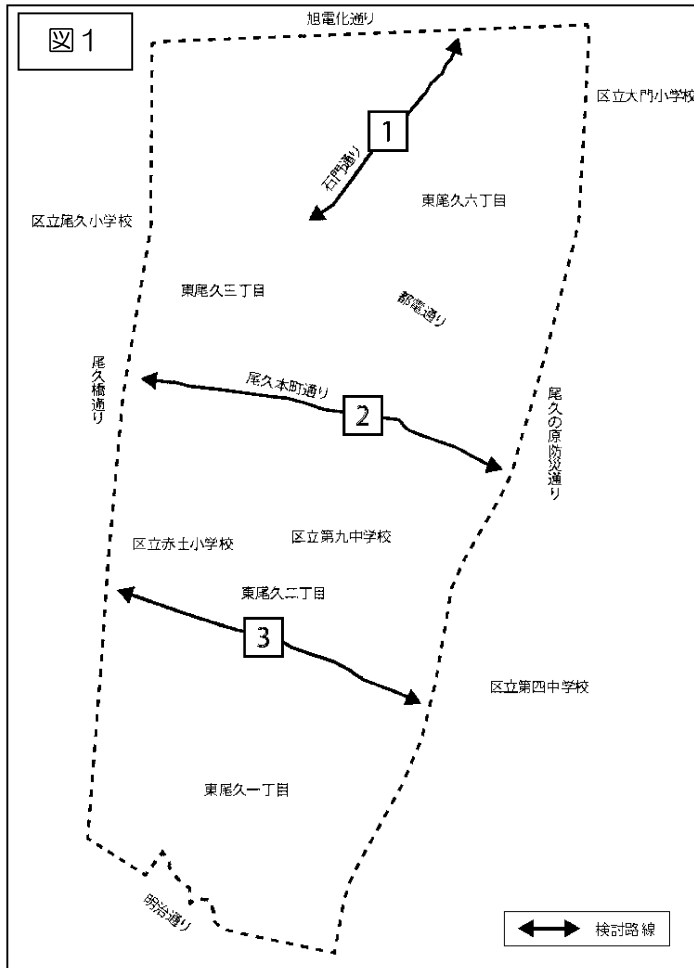 図1
旭電化通り
区立大門小学校
1
石門通り
東尾久六丁目
区立尾久小学校
東尾久三丁目
都電通り
尾久橋通り
尾久本町通り
2
尾久の原防災通り
区立赤土小学校
区立第九中学校
東尾久二丁目
3
区立第四中学校
東尾久一丁目
明治通り
検討路線